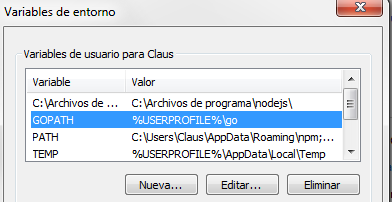 Variables de entorno
Variables de usuario para Claus
Variable Valor
C:\Archivos de ... C:\Archivos de programa\nodejs\
GOPATH %USERPROFILE%\go
PATH C:\Users\Claus\AppData\Roaming\npm;...
TEMP %USERPROFILE%\AppData\Local\Temp
Nueva... Editar... Eliminar